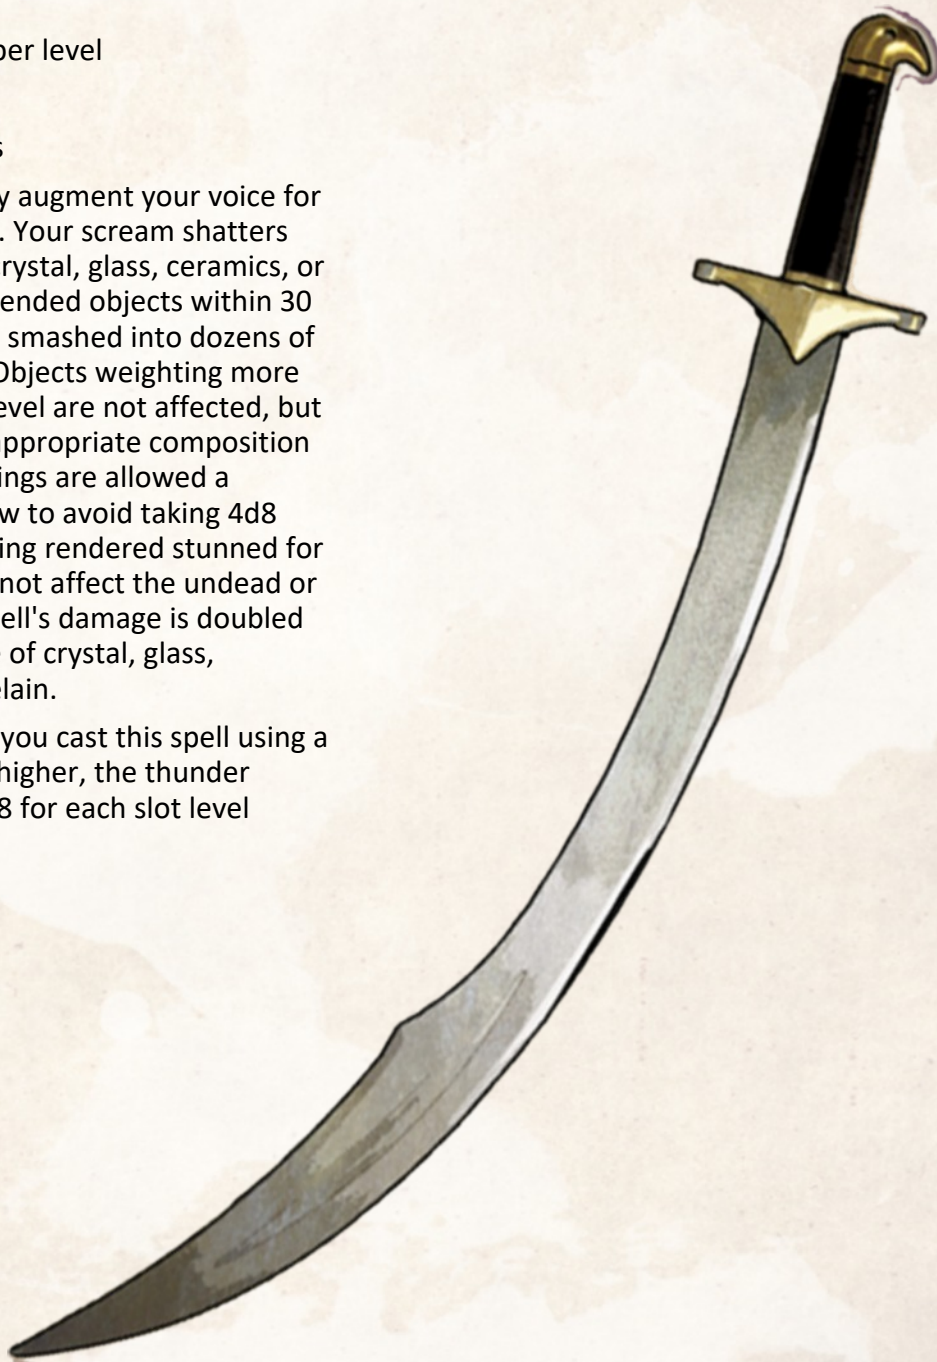 per level
s
y augment your voice for
. Your scream shatters
rystal, glass, ceramics, or
ended objects within 30
smashed into dozens of
Objects weighting more
evel are not affected, but
appropriate composition
ings are allowed a
w to avoid taking 4d8
ing rendered stunned for
not affect the undead or
ell's damage is doubled
of crystal, glass,
elain.
you cast this spell using a
higher, the thunder
8 for each slot level